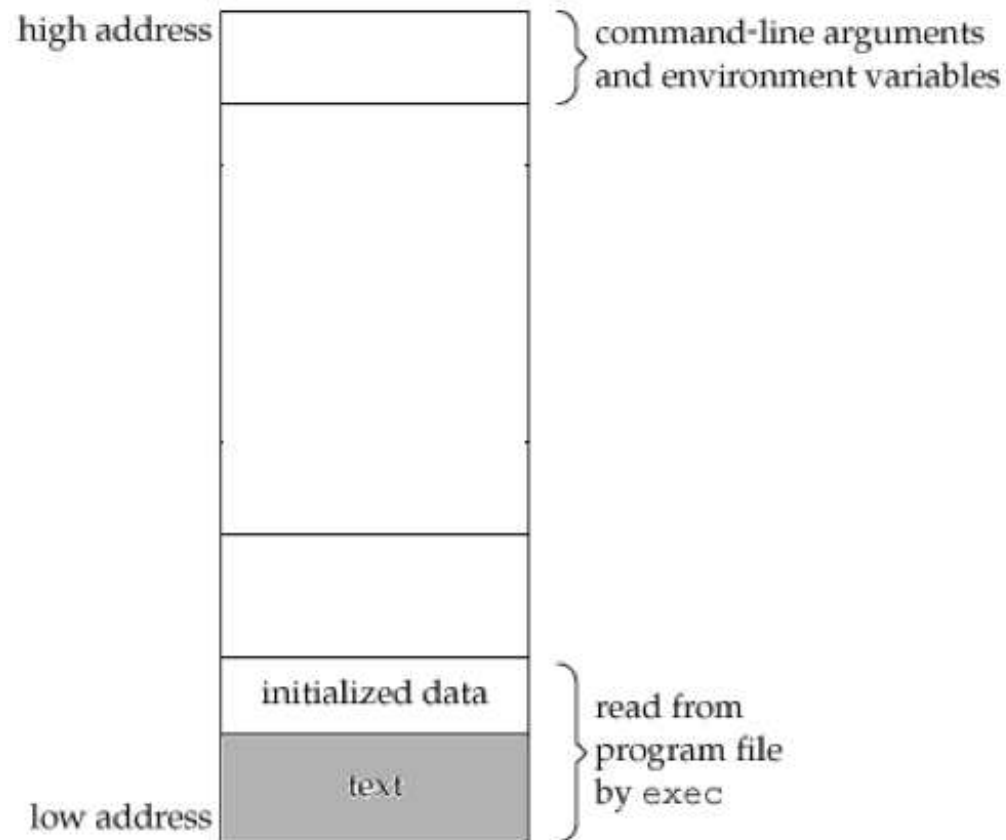 high address
command-line arguments
and environment variables
initialized data
read from
program file
by exec
text
low address